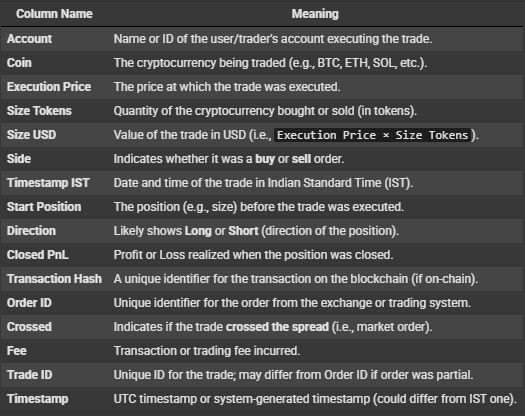 Column Name Meaning
Account Name or ID of the user/trader's account executing the trade.
Coin The cryptocurrency being traded (e.g., BTC, ETH, SOL, etc.).
Execution Price The price at which the trade was executed.
Size Tokens Quantity of the cryptocurrency bought or sold (in tokens).
Size USD Value of the trade in USD (i.e., Execution Price × Size Tokens).
Side Indicates whether it was a buy or sell order.
Timestamp IST Date and time of the trade in Indian Standard Time (IST).
Start Position The position (e.g., size) before the trade was executed.
Direction Likely shows Long or Short (direction of the position).
Closed PnL Profit or Loss realized when the position was closed.
Transaction Hash A unique identifier for the transaction on the blockchain (if on-chain).
Order ID Unique identifier for the order from the exchange or trading system.
Crossed Indicates if the trade crossed the spread (i.e., market order).
Fee Transaction or trading fee incurred.
Trade ID Unique ID for the trade; may differ from Order ID if order was partial.
Timestamp UTC timestamp or system-generated timestamp (could differ from IST one).